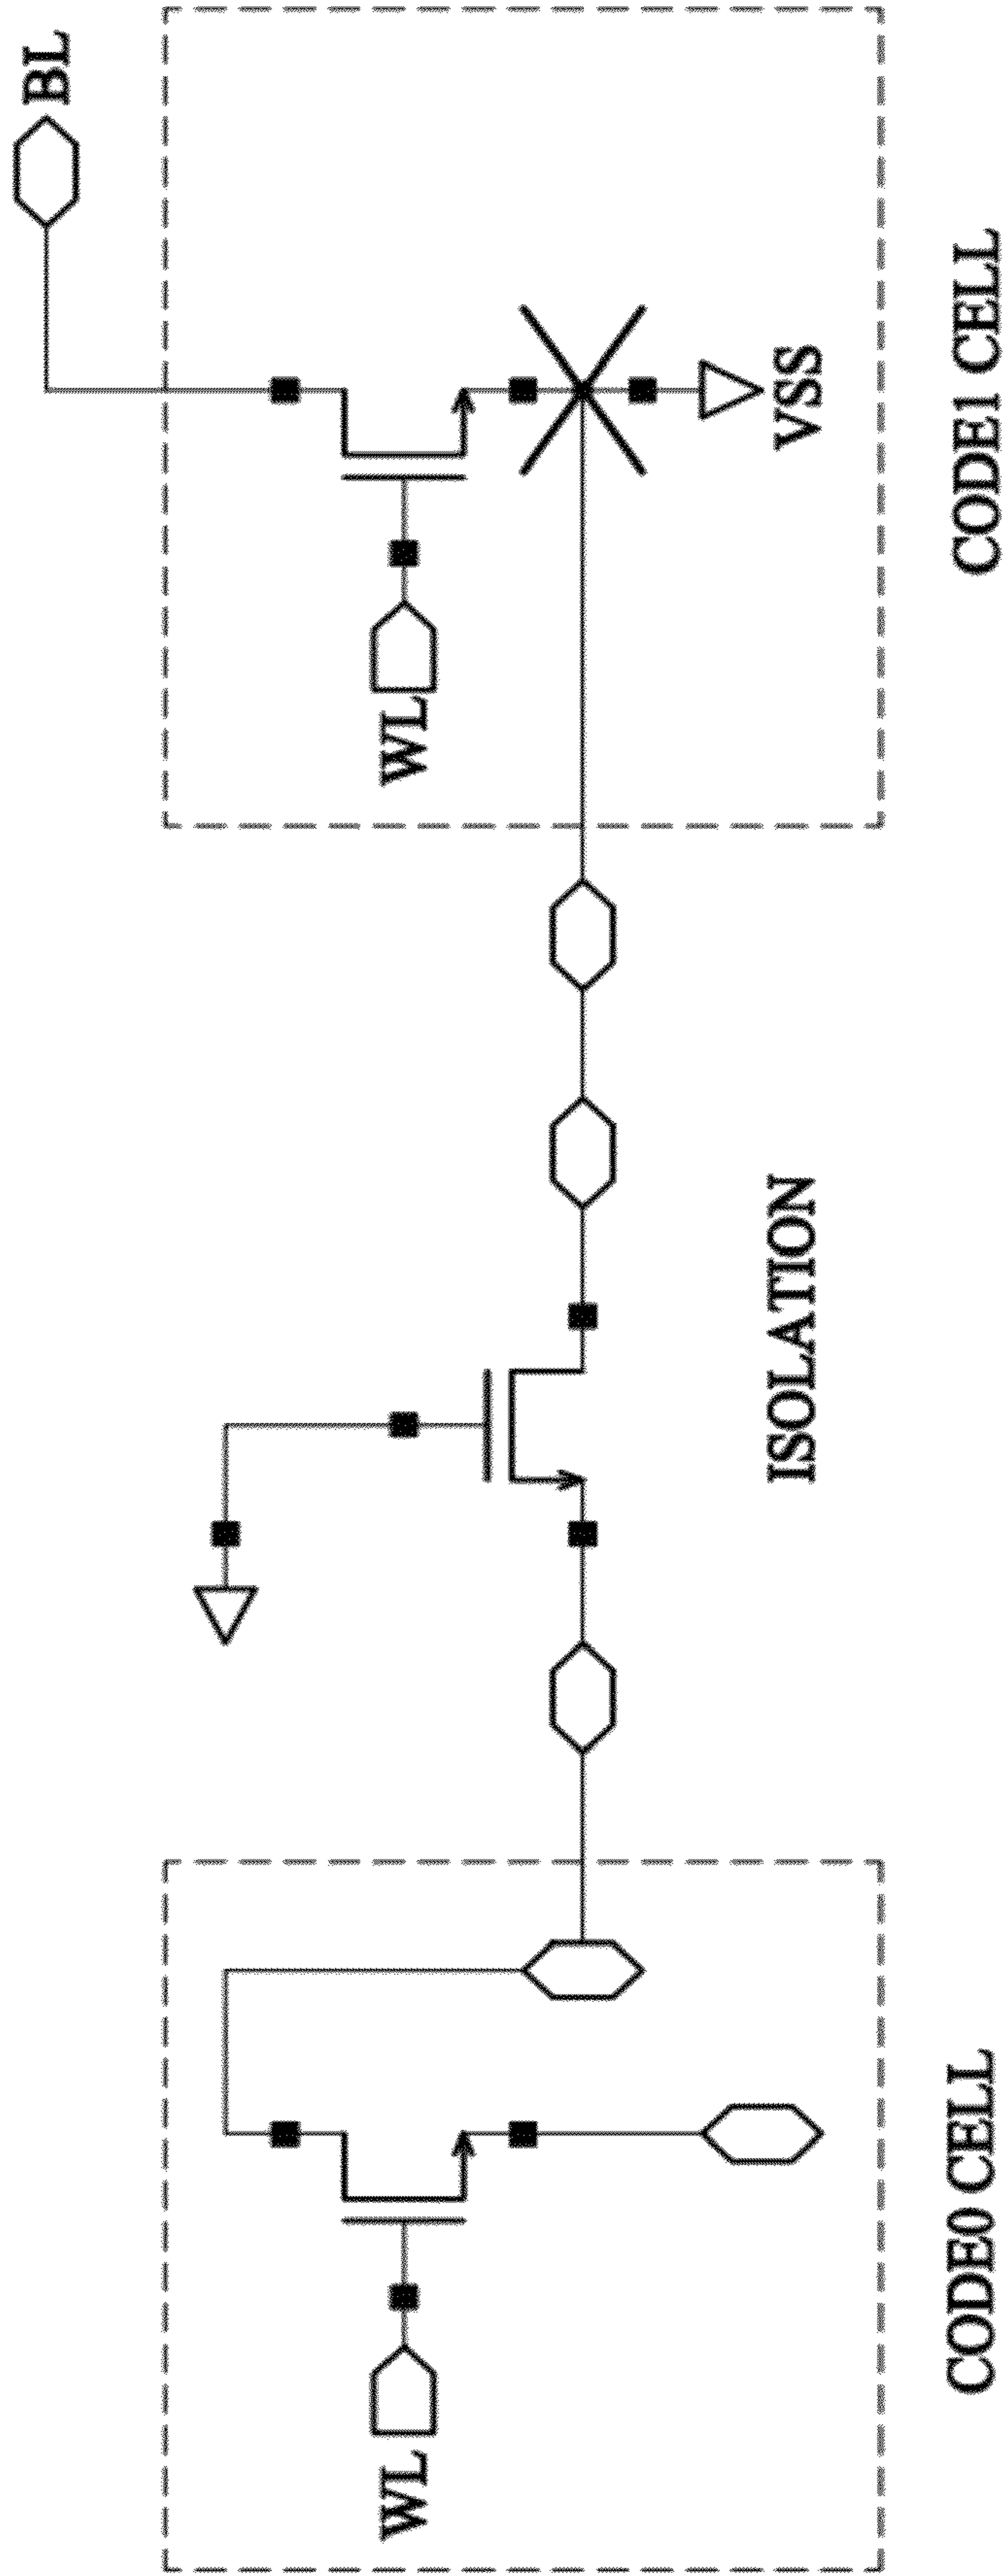 BL
WL
WL
VSS
ISOLATION
CODE0 CELL
CODE1 CELL